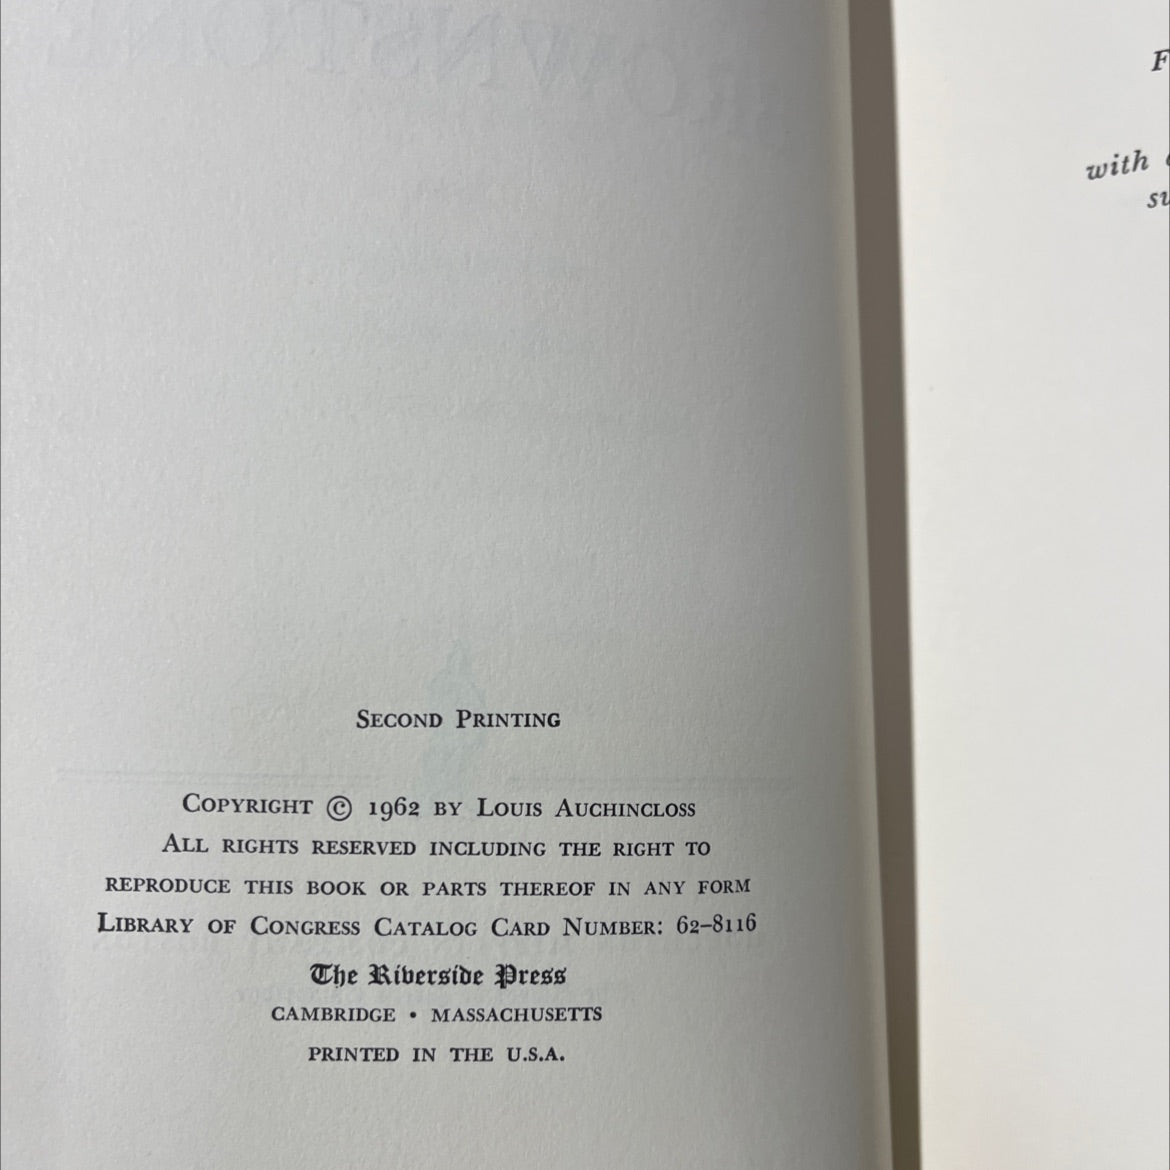 Second Printing
Copyright © 1962 by Louis Auchincloss
All rights reserved including the right to
reproduce this book or parts thereof in any form
Library of Congress Catalog Card Number: 62–8116
The Riverside Press
CAMBRIDGE • MASSACHUSETTS
PRINTED IN THE U.S.A.
F
with
su